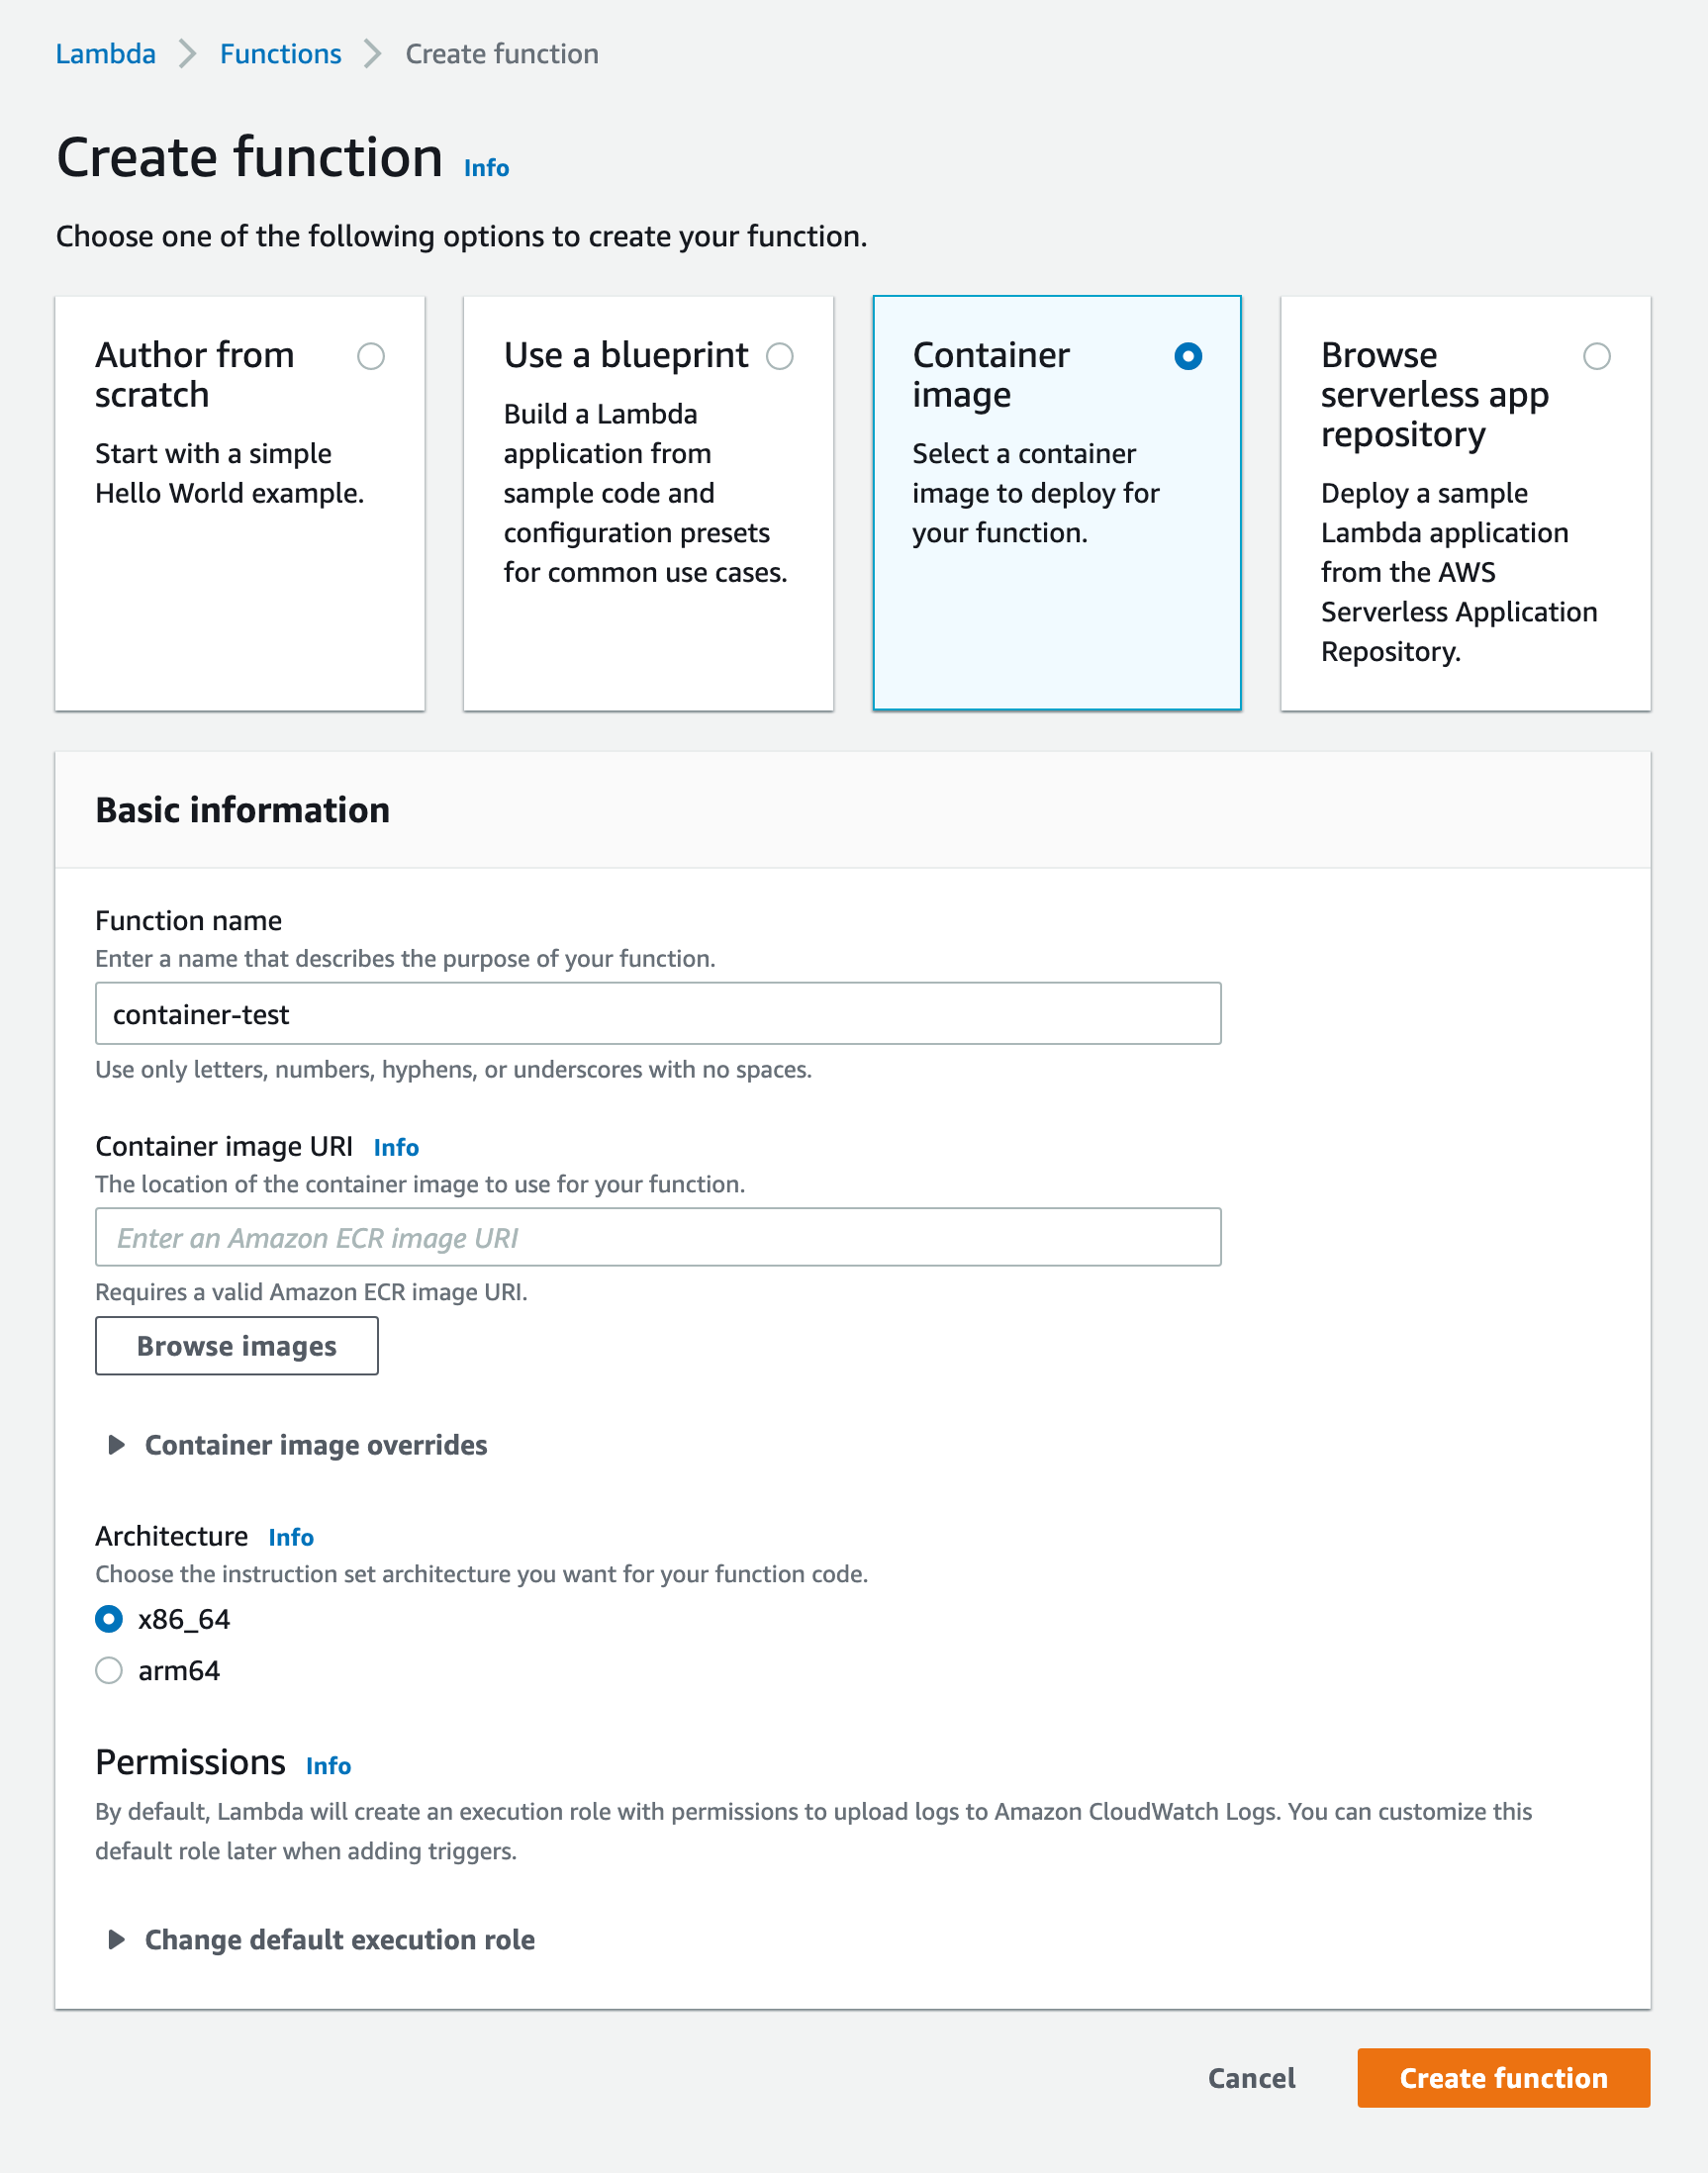 Lambda > Functions > Create function
Create function Info
Choose one of the following options to create your function.
Author from
scratch
Start with a simple
Hello World example.
Use a blueprint
Build a Lambda
application from
sample code and
configuration presets
for common use cases.
Container
image
Select a container
image to deploy for
your function.
Browse
serverless app
repository
Deploy a sample
Lambda application
from the AWS
Serverless Application
Repository.
Basic information
Function name
Enter a name that describes the purpose of your function.
container-test
Use only letters, numbers, hyphens, or underscores with no spaces.
Container image URI Info
The location of the container image to use for your function.
Enter an Amazon ECR image URI
Requires a valid Amazon ECR image URI.
Browse images
Container image overrides
Architecture Info
Choose the instruction set architecture you want for your function code.
x86_64
arm64
Permissions Info
By default, Lambda will create an execution role with permissions to upload logs to Amazon CloudWatch Logs. You can customize this
default role later when adding triggers.
Change default execution role
Cancel
Create function